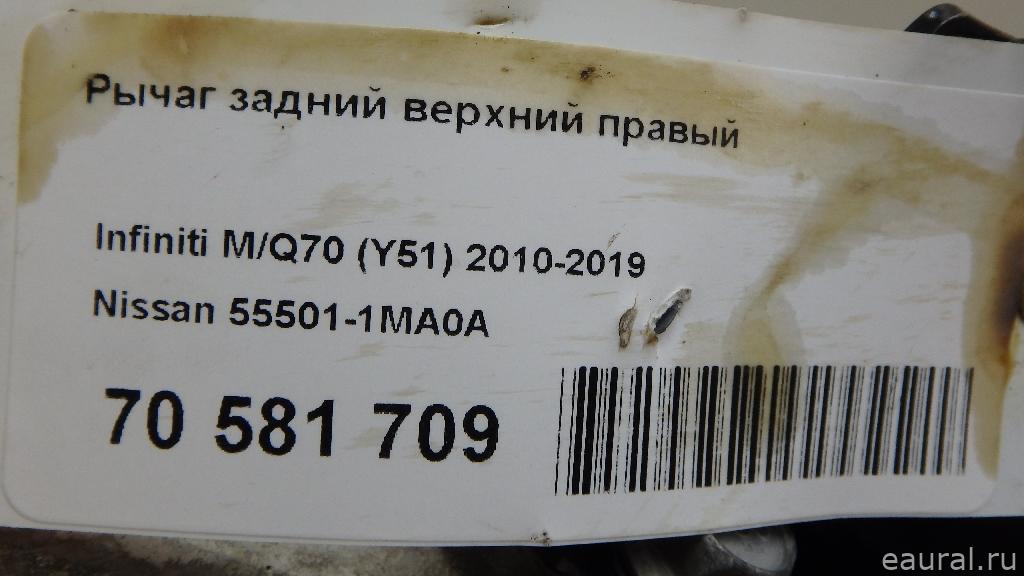 Рычаг задний верхний правый
Infiniti M/Q70 (Y51) 2010-2019
Nissan 55501-1MA0A
70 581 709
eaural.ru